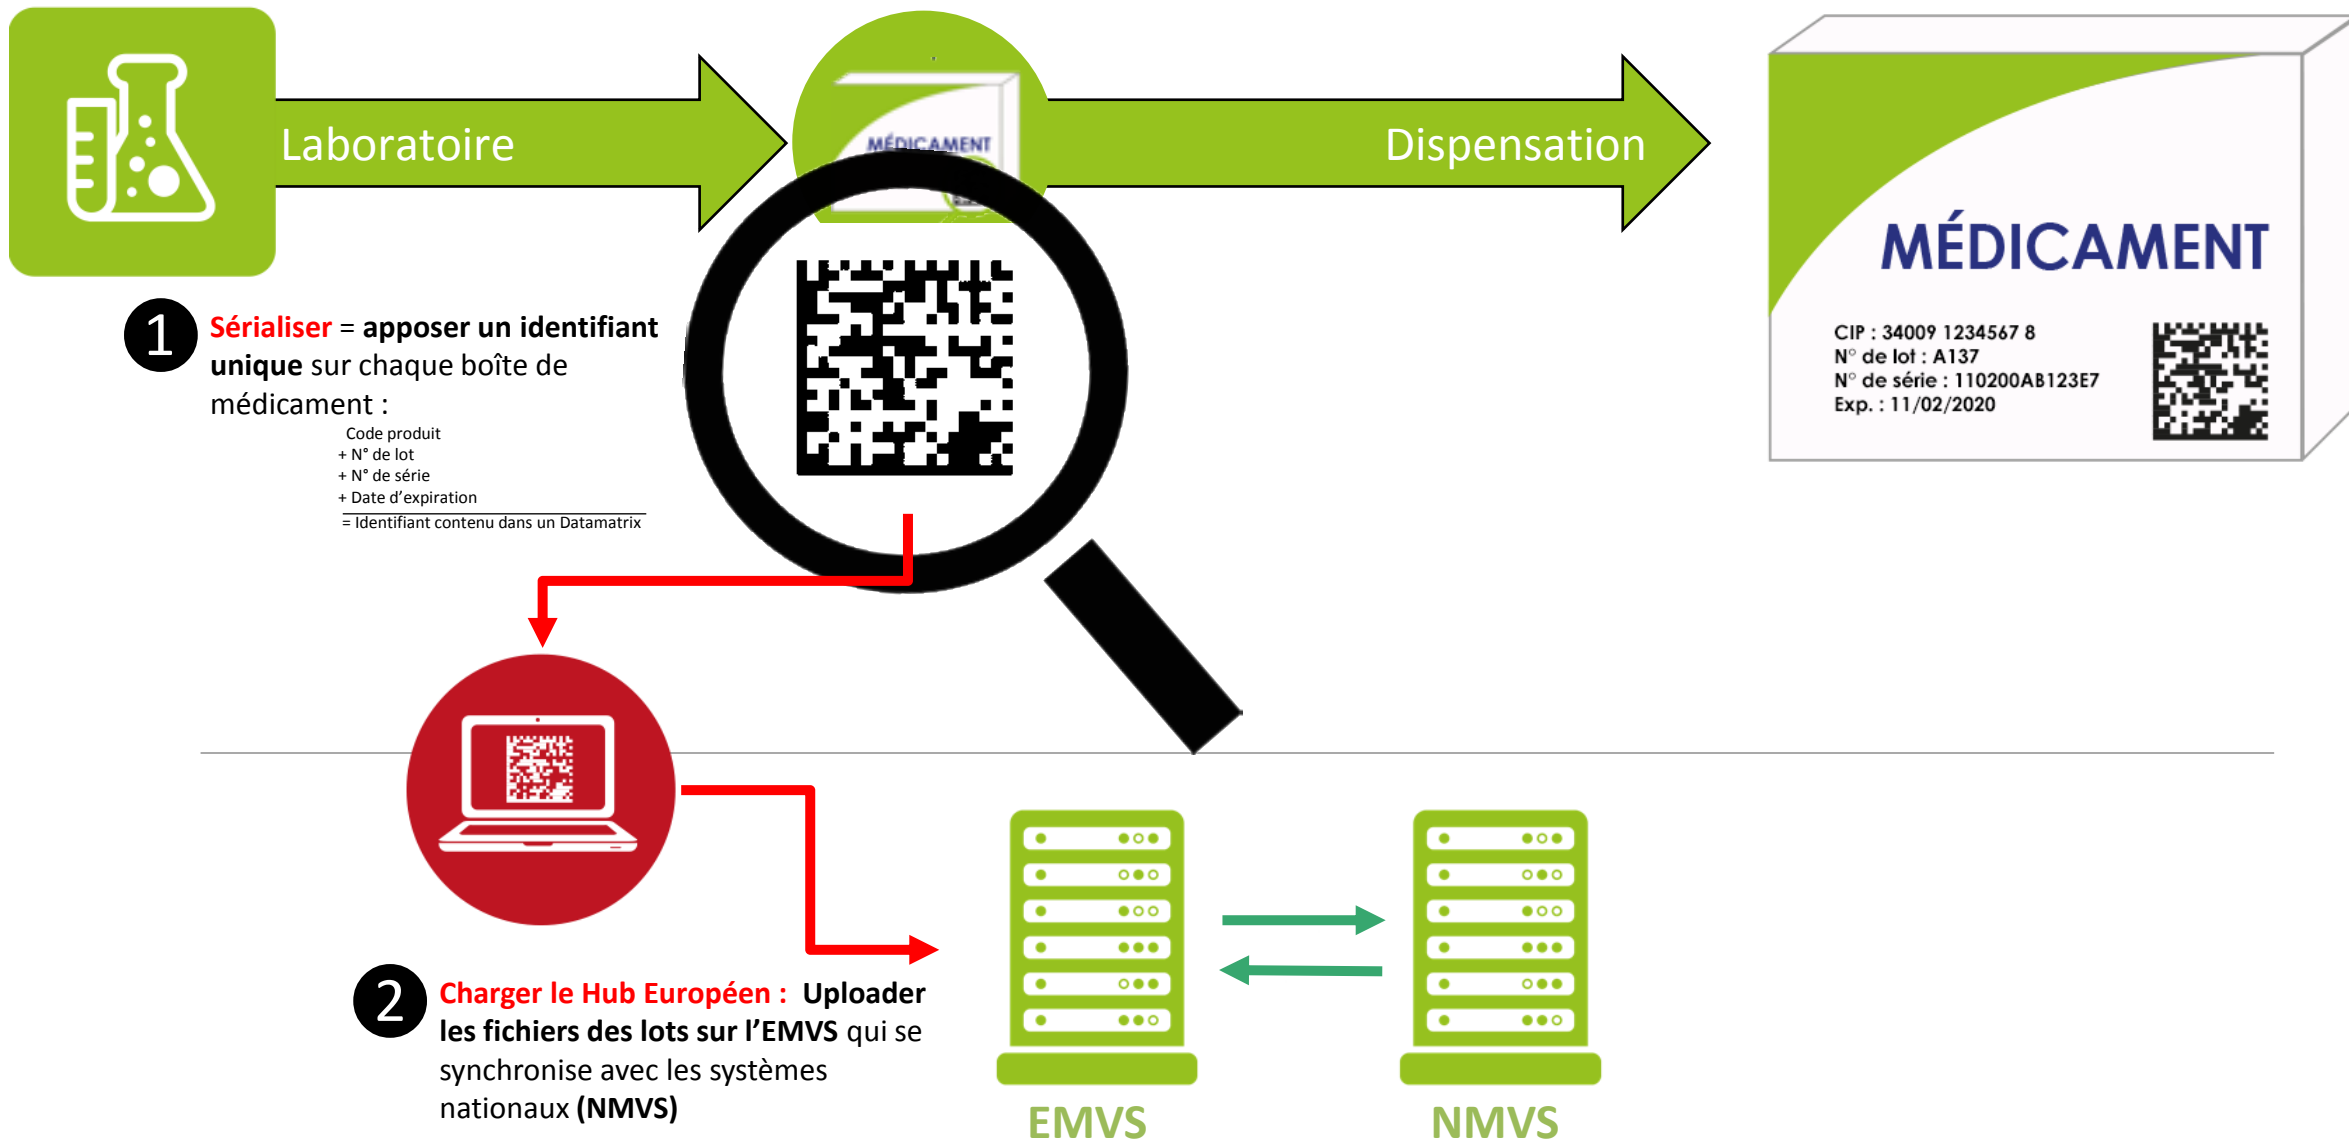 Laboratoire
MÉDICAMENT
Dispensation
MÉDICAMENT
CIP : 34009 1234567 8
N° de lot : A137
N° de série : 110200AB123E7
Exp. : 11/02/2020
1
Sérialiser = apposer un identifiant
unique sur chaque boîte de
médicament :
Code produit
+ N° de lot
+ N° de série
+ Date d’expiration
= Identifiant contenu dans un Datamatrix
2
Charger le Hub Européen : Uploader
les fichiers des lots sur l’EMVS qui se
synchronise avec les systèmes
nationaux (NMVS)
EMVS
NMVS